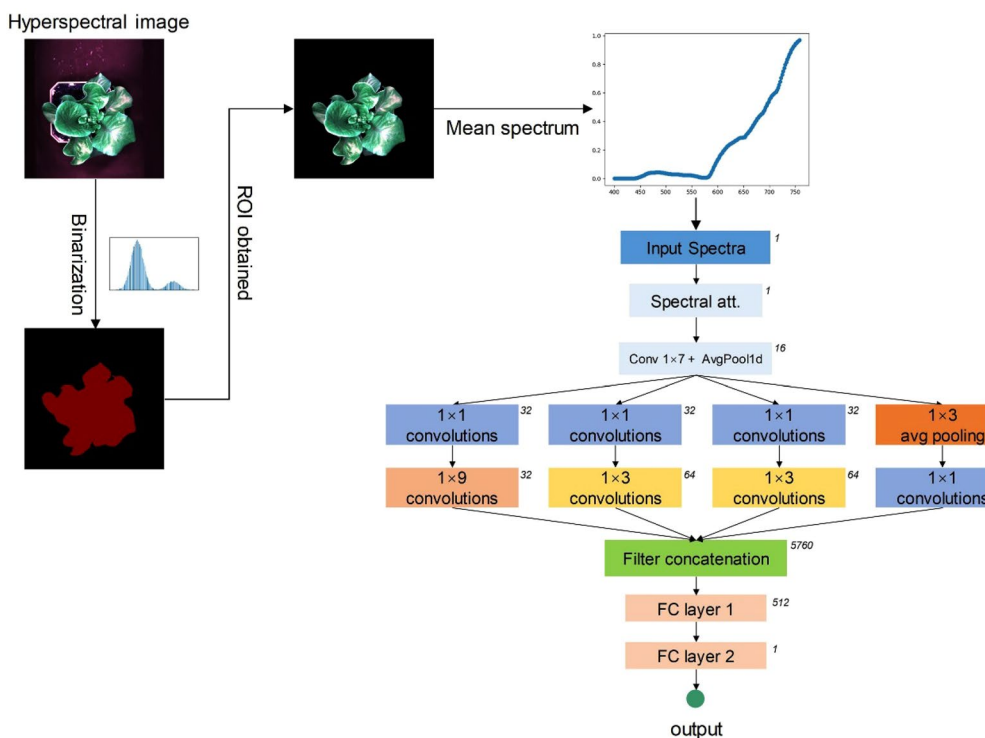 Hyperspectral image
Binarization
ROI obtained
Mean spectrum
1.0
0.8
0.6
0.4
0.2
0.0
400 450 500 550 600 650 700 750
Input Spectra 1
Spectral att. 1
Conv 1×7 + AvgPool1d 16
1×1 convolutions 32
1×1 convolutions 32
1×1 convolutions 32
1×3 avg pooling
1×9 convolutions 32
1×3 convolutions 64
1×3 convolutions 64
1×1 convolutions
Filter concatenation 5760
FC layer 1 512
FC layer 2 1
output